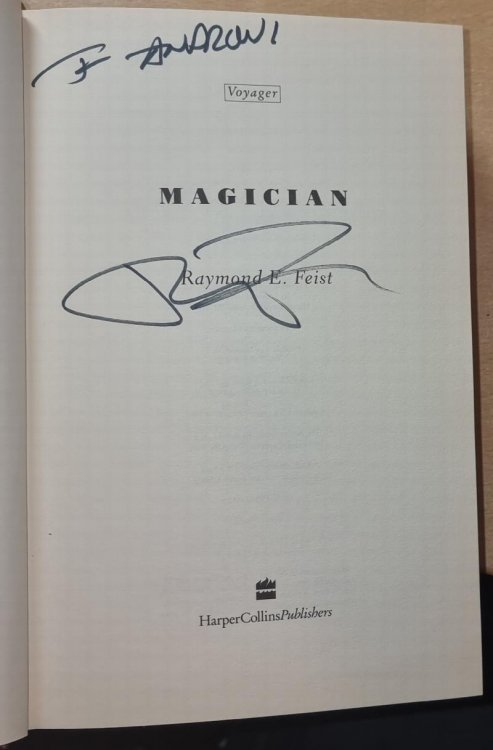 Voyager
MAGICIAN
Raymond E. Feist
HarperCollinsPublishers